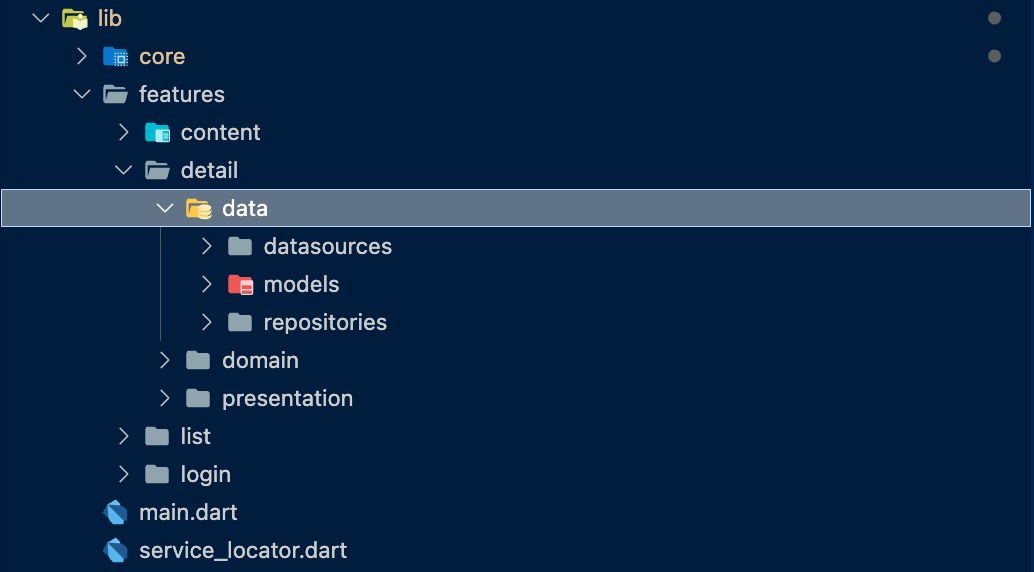 lib
core
features
content
detail
data
datasources
models
repositories
domain
presentation
list
login
main.dart
service_locator.dart